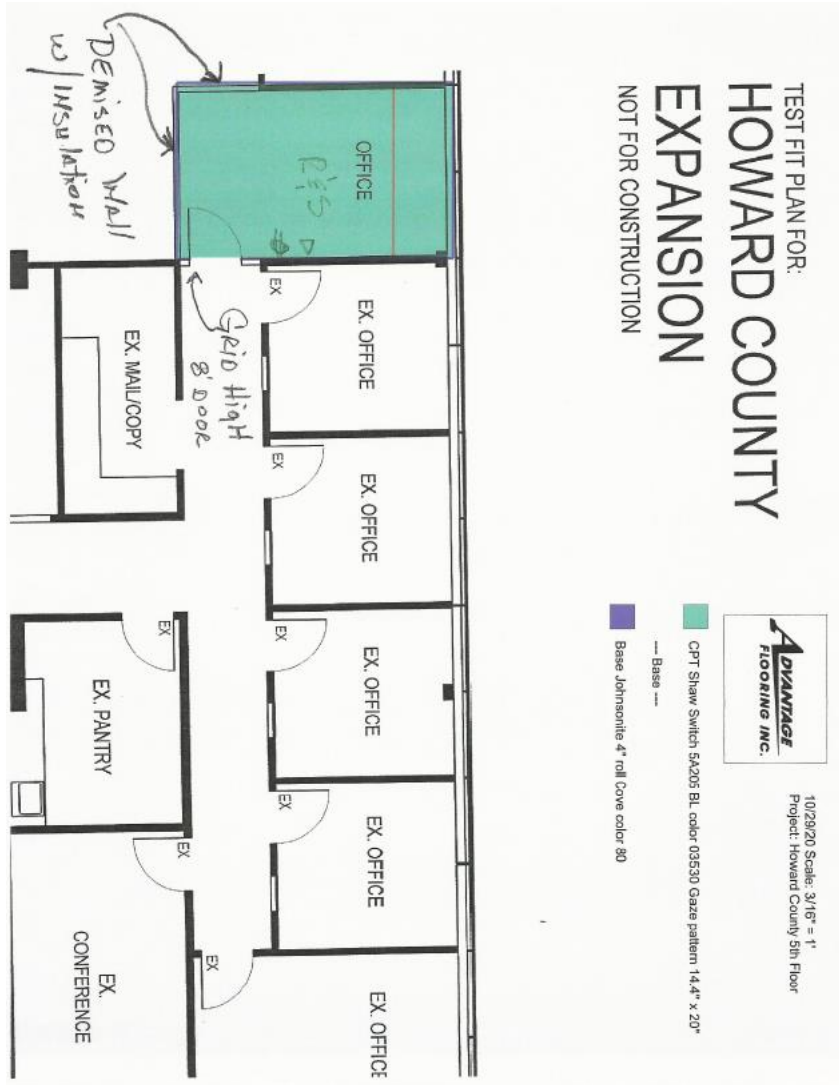 TEST FIT PLAN FOR:
HOWARD COUNTY
EXPANSION
NOT FOR CONSTRUCTION
ADVANTAGE
FLOORING INC.
10/29/20 Scale: 3/16" = 1'
Project: Howard County 5th Floor
CPT Shaw Switch 5A205 BL color 03530 Gaze pattern 14.4" x 20"
--- Base ---
Base Johnsonite 4" roll Cove color 80
OFFICE
EX. OFFICE
EX. OFFICE
EX. OFFICE
EX. OFFICE
EX. OFFICE
EX
EX
EX
EX
EX
GRID HIGH
8' DOOR
DEMISED WALL
W/ INSULATION
EX. MAIL/COPY
EX
EX. PANTRY
EX
EX.
CONFERENCE